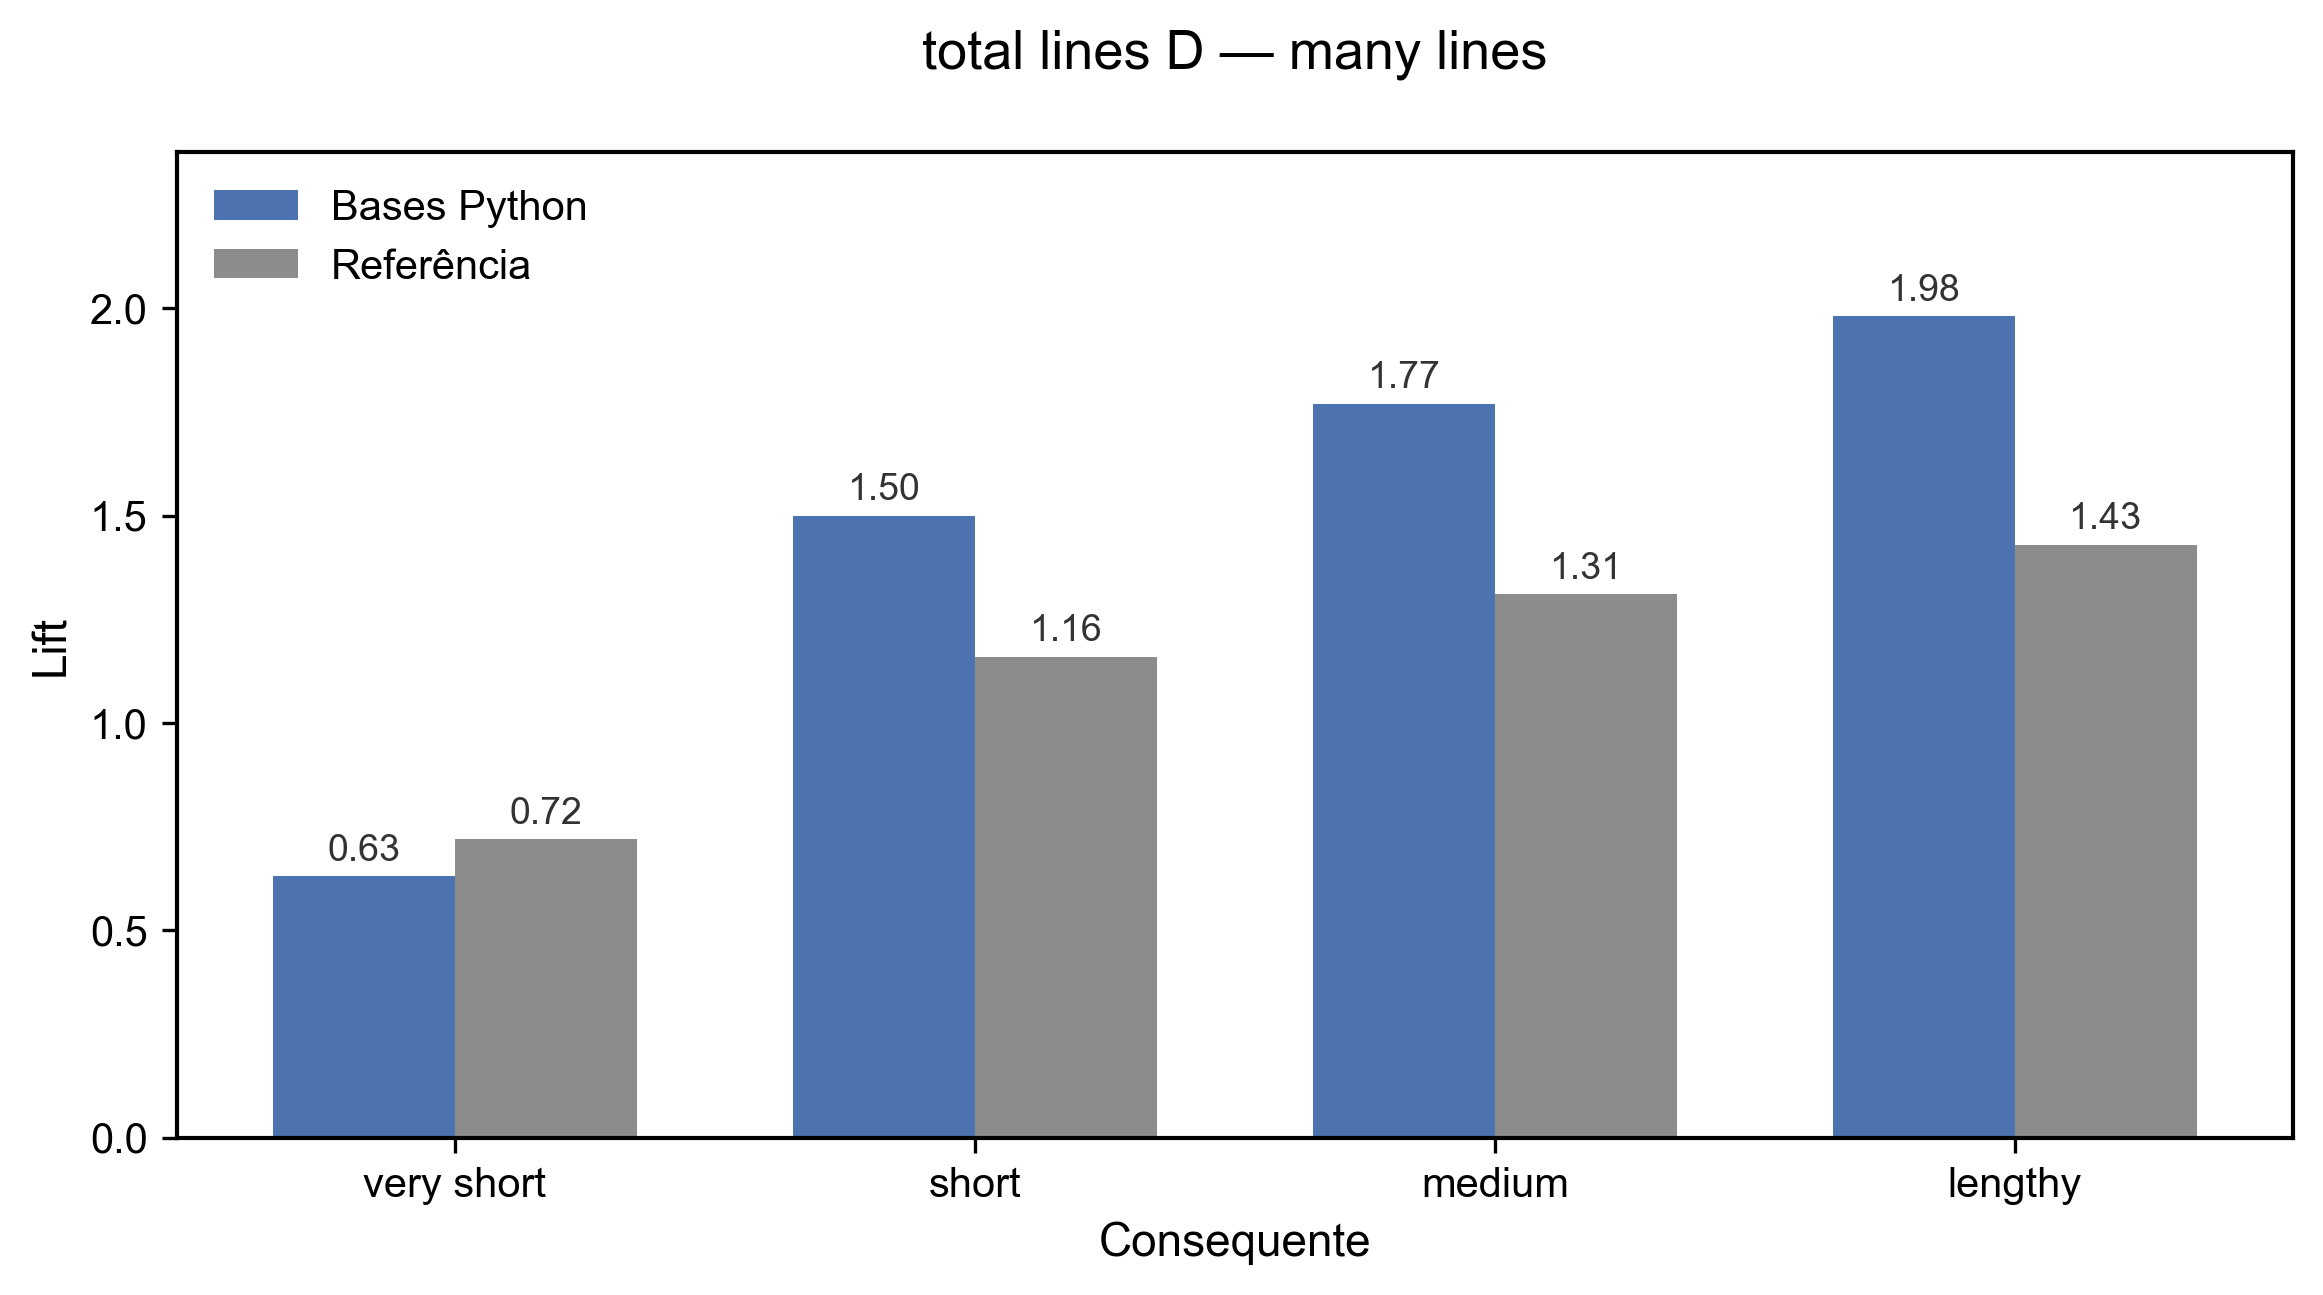 total lines D — many lines
Bases Python
Referência
2.0
1.5
1.0
0.5
0.0
Lift
0.63
0.72
1.50
1.16
1.77
1.31
1.98
1.43
very short
short
medium
lengthy
Consequente